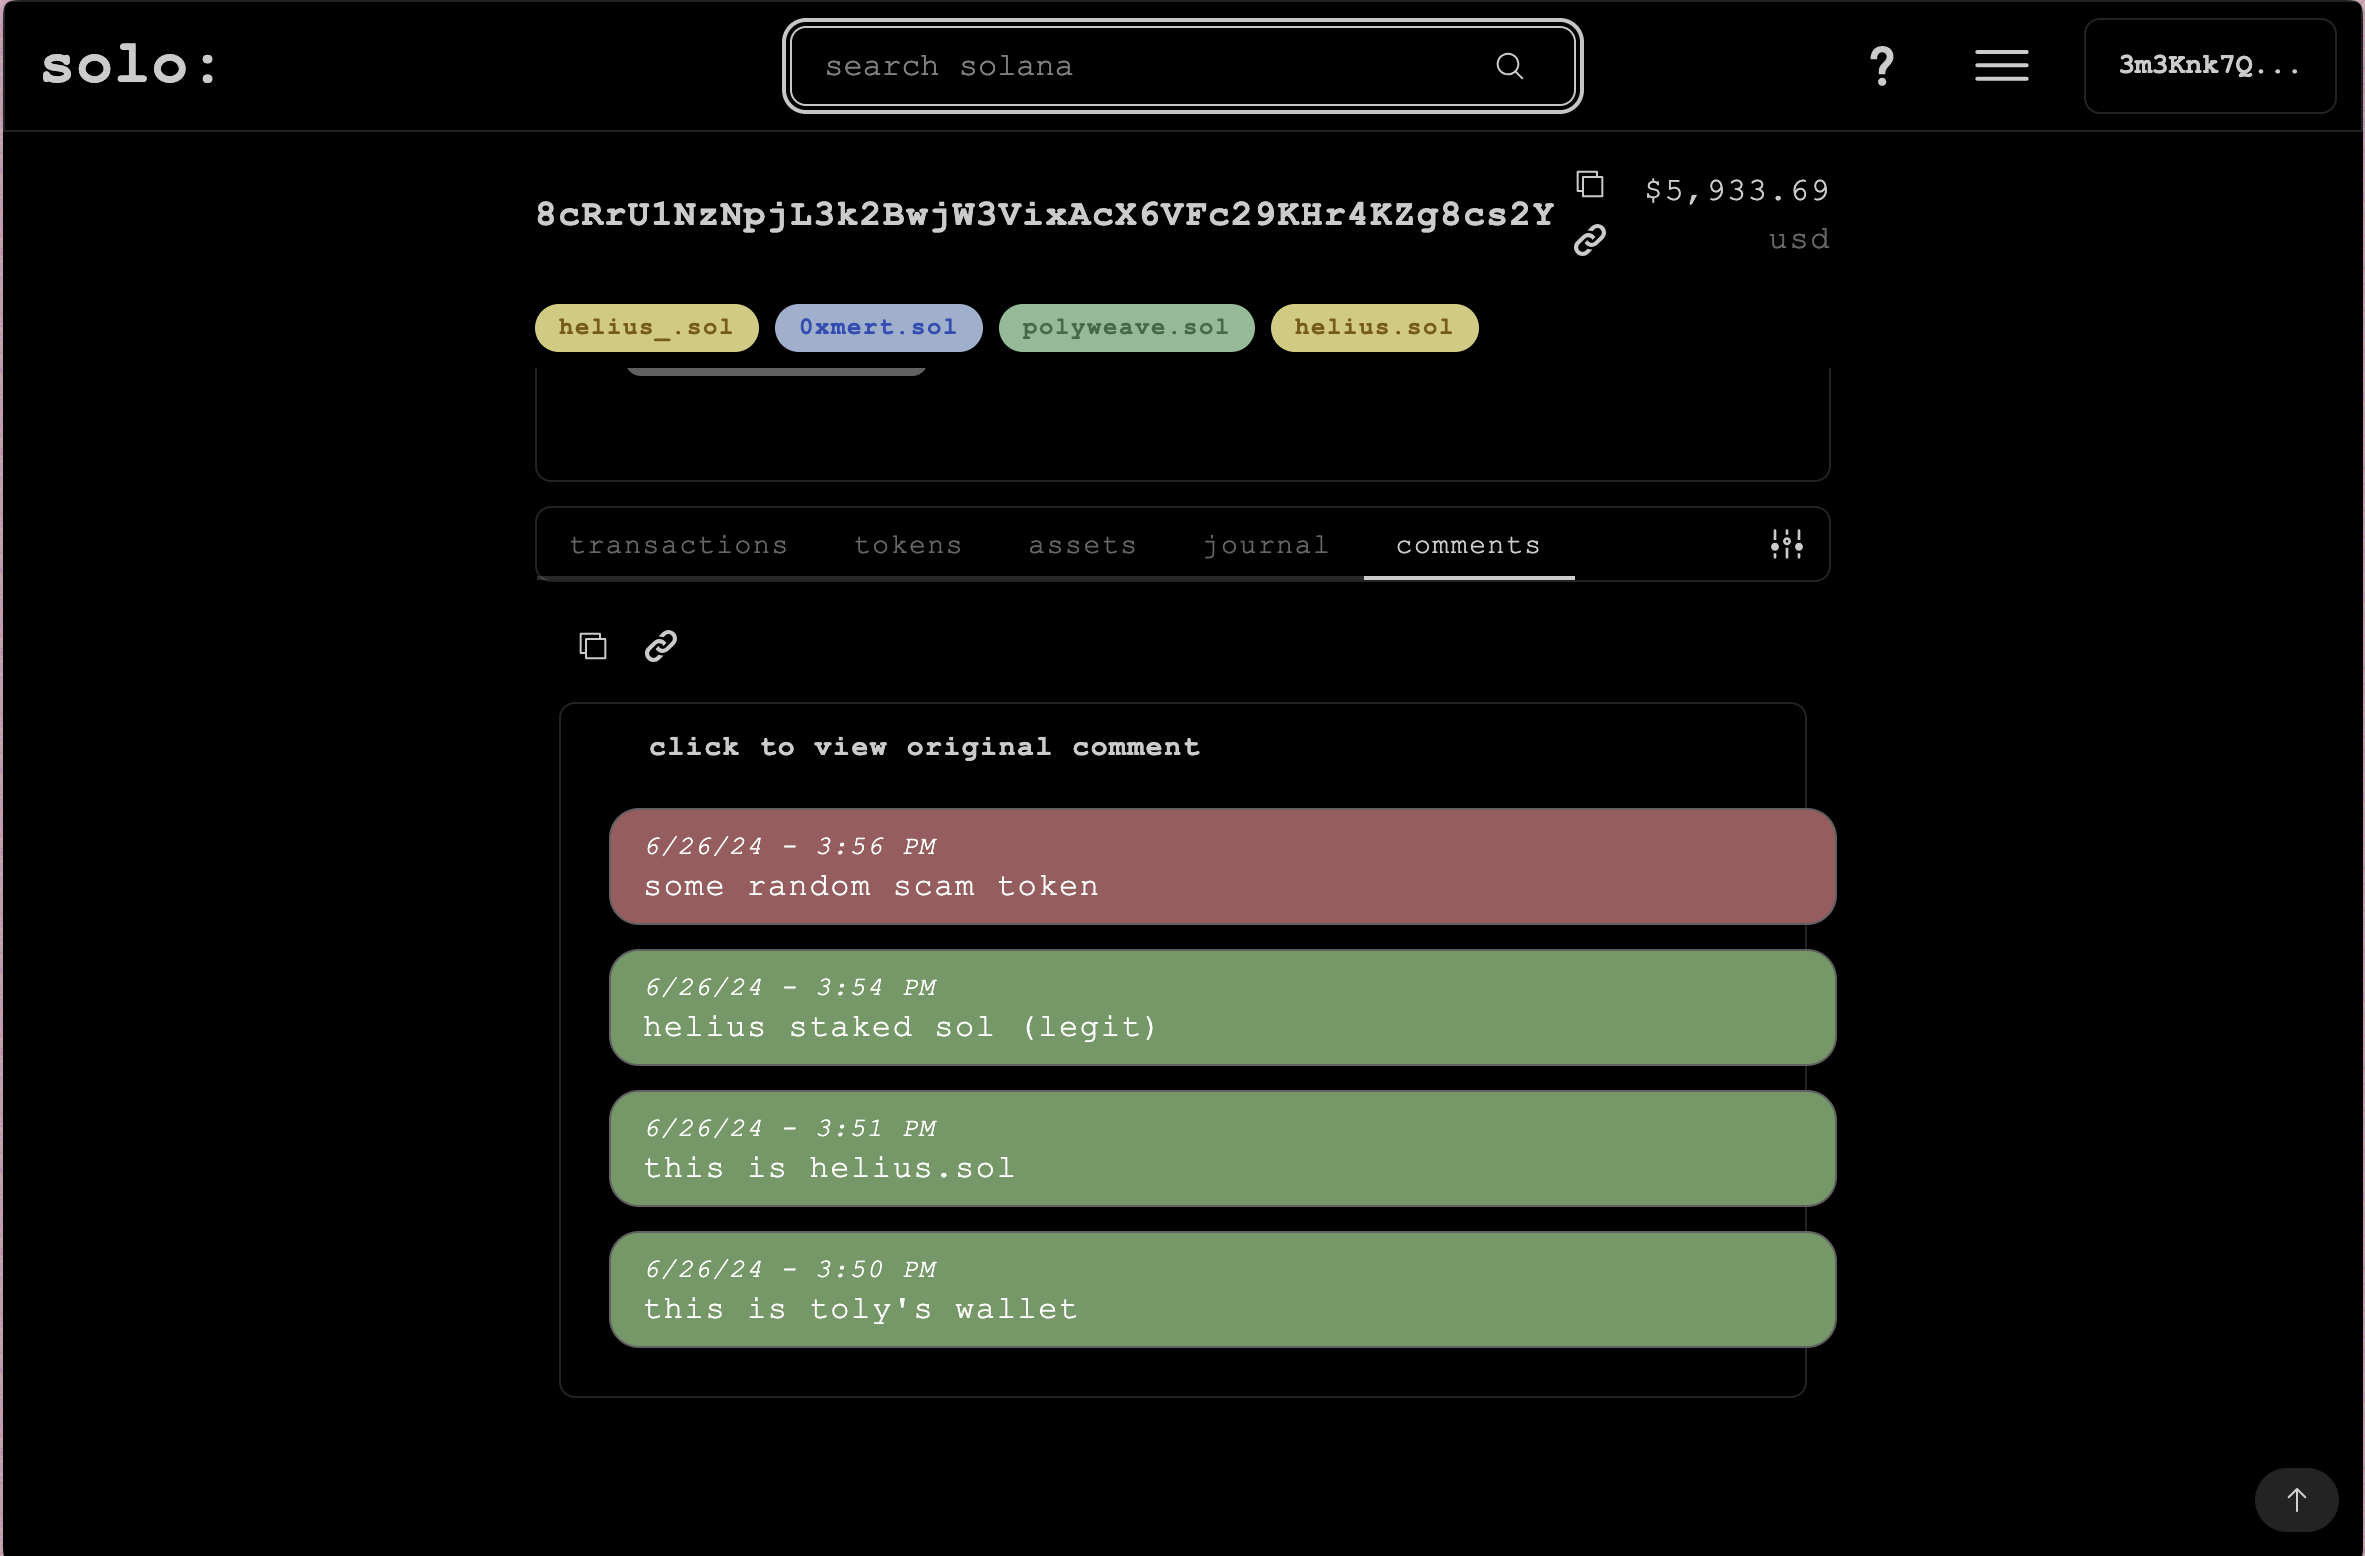 solo:
search solana
?
3m3Knk7Q...
8cRrU1NzNpjL3k2BwjW3VixAcX6VFc29KHr4KZg8cs2Y
$5,933.69
usd
helius_.sol 0xmert.sol polyweave.sol helius.sol
transactions tokens assets journal comments
click to view original comment
6/26/24 - 3:56 PM
some random scam token
6/26/24 - 3:54 PM
helius staked sol (legit)
6/26/24 - 3:51 PM
this is helius.sol
6/26/24 - 3:50 PM
this is toly's wallet